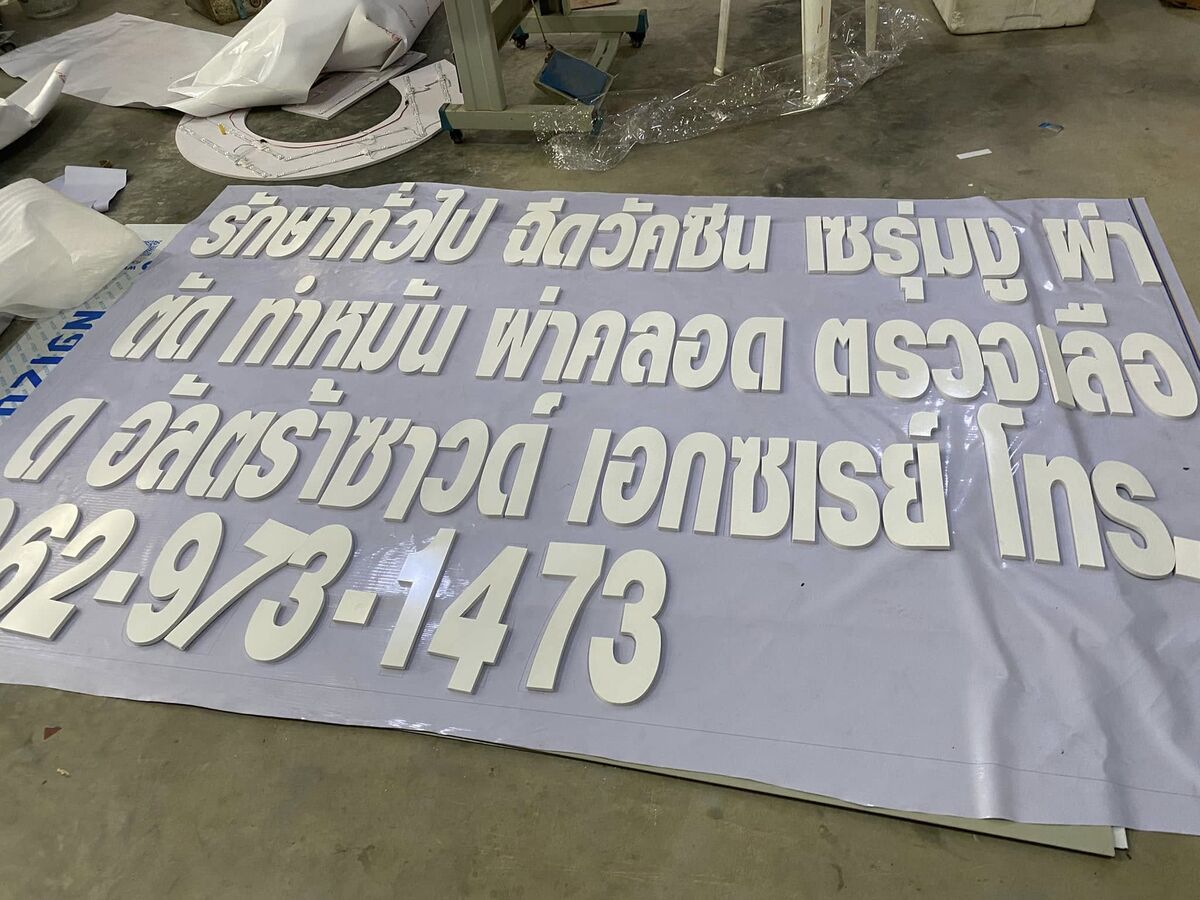 รักษาทั่วไป ฉีดวัคซีน เซรุ่มงู ผ่า
ตัด ทำหมัน ผ่าคลอด ตรวจเลือ
ด อัลตร้าซาวด์ เอกซเรย์ โทร.
062-973-1473